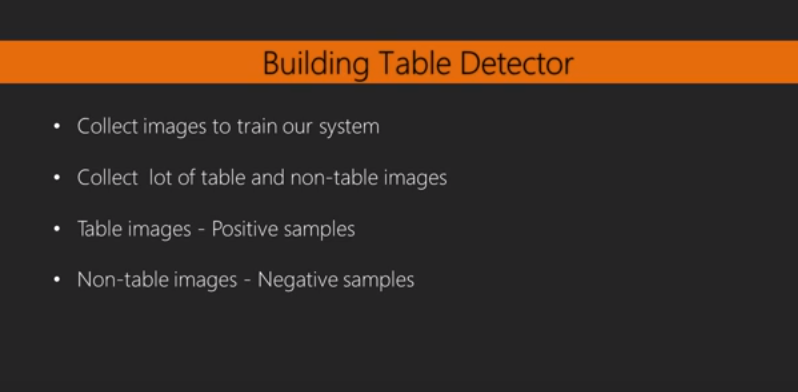 Building Table Detector
• Collect images to train our system
• Collect lot of table and non-table images
• Table images - Positive samples
• Non-table images - Negative samples